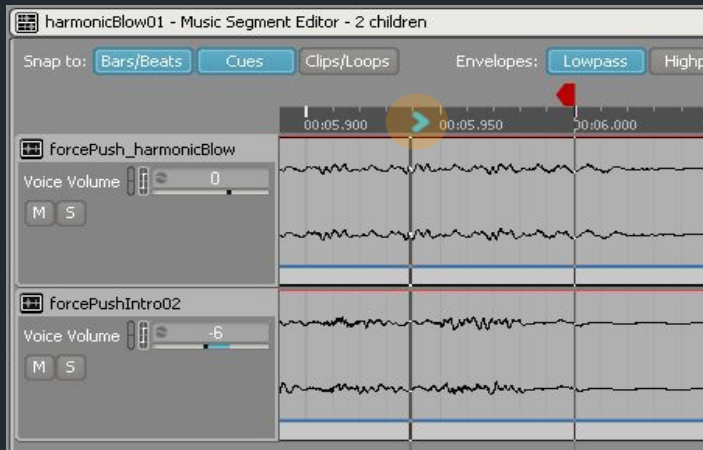 harmonicBlow01 - Music Segment Editor - 2 children
Snap to: Bars/Beats Cues Clips/Loops Envelopes: Lowpass Highp
00:05.900 00:05.950 00:06.000
forcePush_harmonicBlow
Voice Volume 0
M S
forcePushIntro02
Voice Volume -6
M S